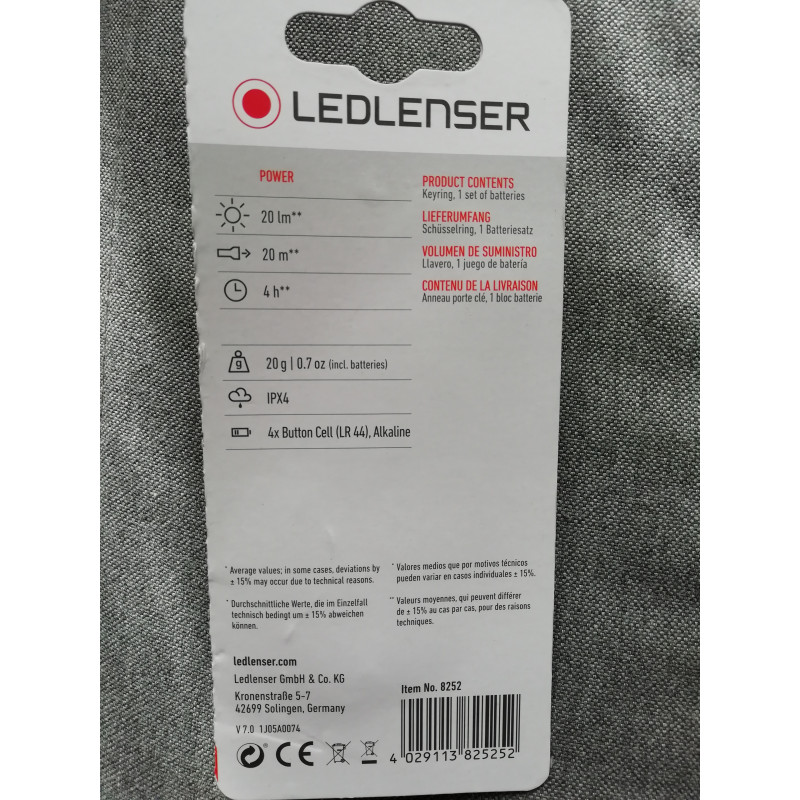 LEDLENSER
POWER
20 lm**
20 m**
4 h**
g
20 g | 0.7 oz (incl. batteries)
IPX4
4x Button Cell (LR 44), Alkaline
PRODUCT CONTENTS
Keyring, 1 set of batteries
LIEFERUMFANG
Schüsselring, 1 Batteriesatz
VOLUMEN DE SUMINISTRO
Llavero, 1 juego de batería
CONTENU DE LA LIVRAISON
Anneau porte clé, 1 bloc batterie
* Average values; in some cases, deviations by
± 15% may occur due to technical reasons.
* Durchschnittliche Werte, die im Einzelfall
technisch bedingt um ± 15% abweichen
können.
* Valores medios que por motivos técnicos
pueden variar en casos individuales ± 15%.
** Valeurs moyennes, qui peuvent différer
de ± 15% au cas par cas, pour des raisons
techniques.
ledlenser.com
Ledlenser GmbH & Co. KG
Kronenstraße 5-7
42699 Solingen, Germany
V 7.0 1J05A0074
CE
Item No. 8252
4 029113 825252